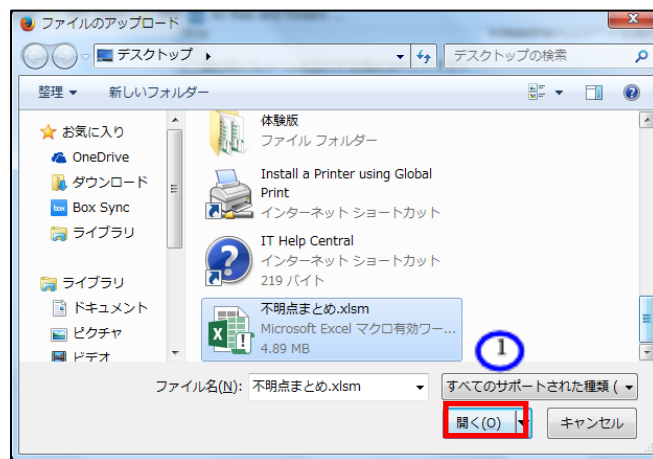 ファイルのアップロード
デスクトップ
デスクトップの検索
整理
新しいフォルダー
お気に入り
OneDrive
ダウンロード
Box Sync
ライブラリ
ライブラリ
ドキュメント
ピクチャ
ビデオ
体験版
ファイル フォルダー
Install a Printer using Global
Print
インターネット ショートカット
IT Help Central
インターネット ショートカット
219 バイト
不明点まとめ.xlsm
Microsoft Excel マクロ有効ワー...
4.89 MB
1
ファイル名(N): 不明点まとめ.xlsm
すべてのサポートされた種類 (
開く(O)
キャンセル